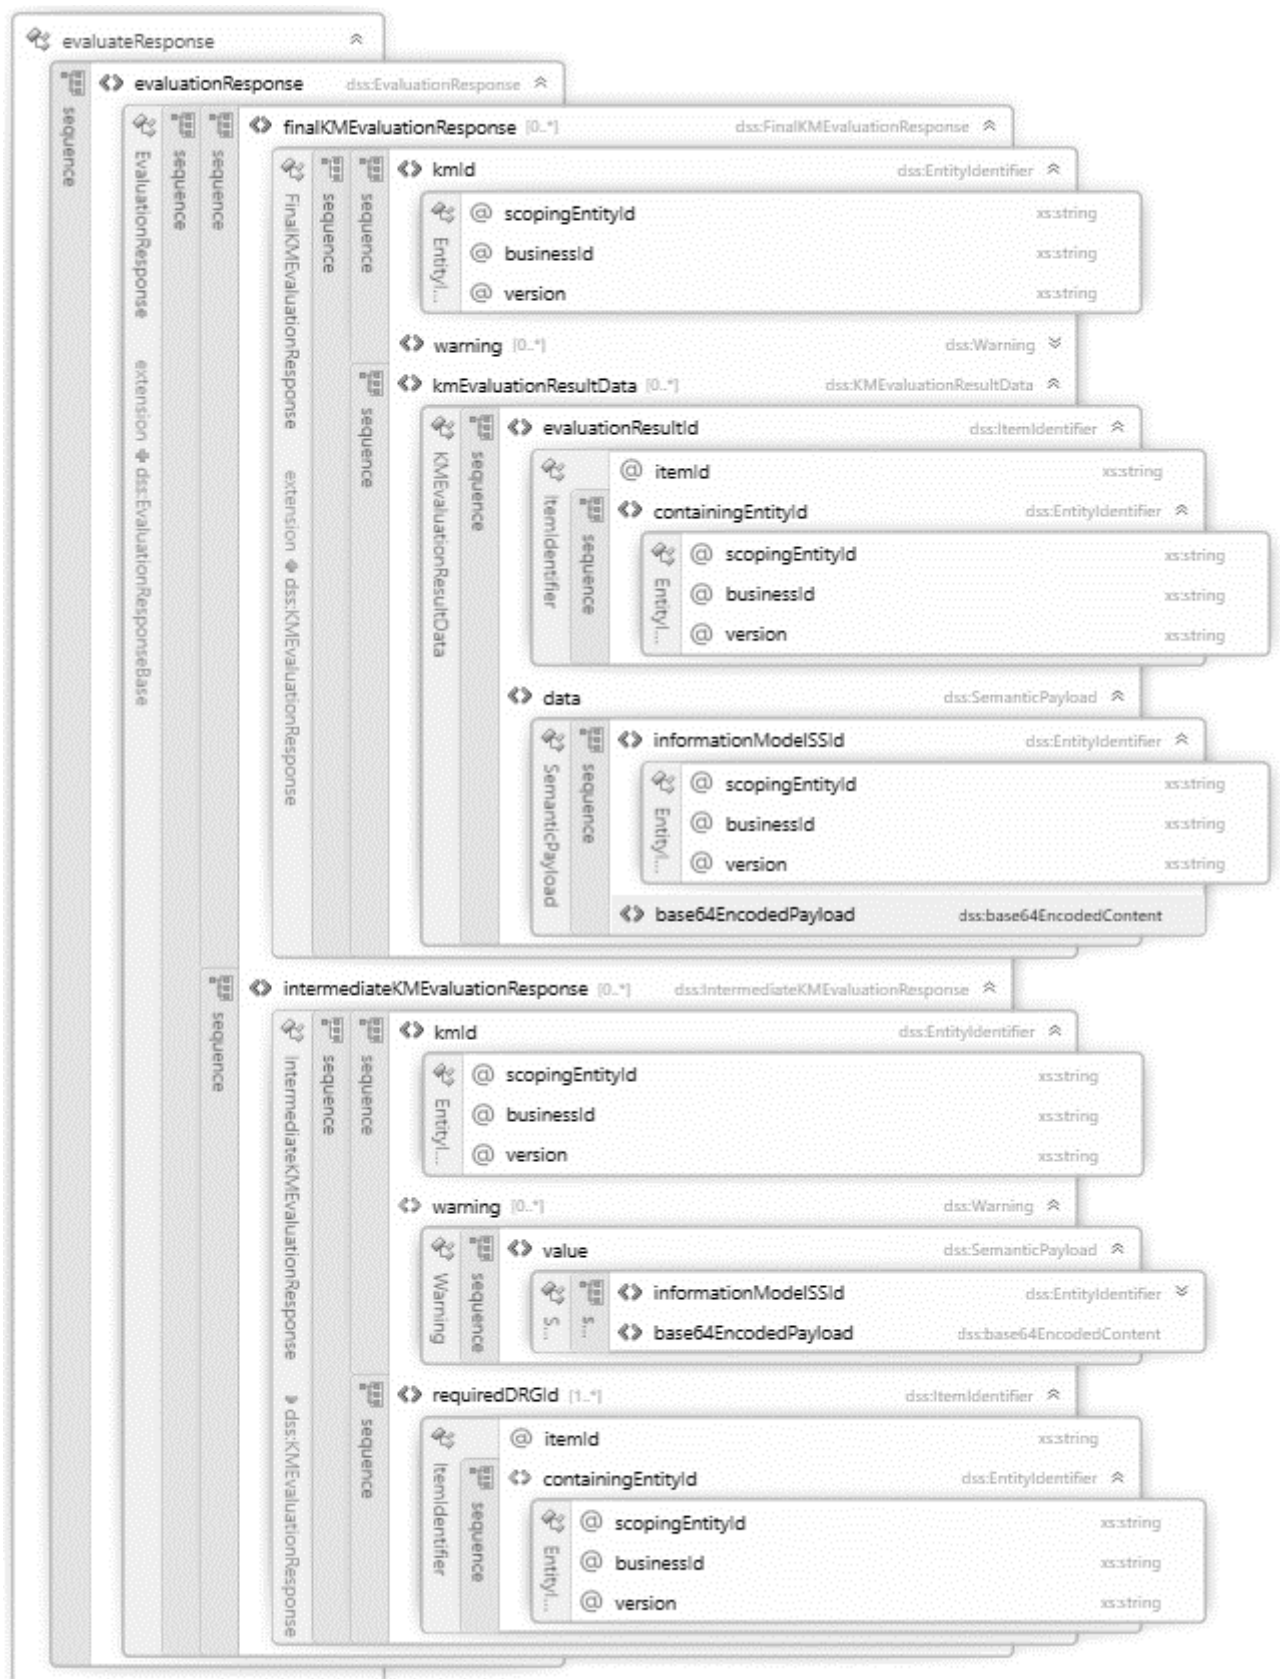 evaluateResponse
sequence
evaluationResponse dss:EvaluationResponse
EvaluationResponse extension dss:EvaluationResponseBase
sequence
sequence
finalKMEvaluationResponse [0..*] dss:FinalKMEvaluationResponse
FinalKMEvaluationResponse extension dss:KMEvaluationResponse
sequence
sequence
kmId dss:EntityIdentifier
EntityI...
@ scopingEntityId xs:string
@ businessId xs:string
@ version xs:string
warning [0..*] dss:Warning
sequence
kmEvaluationResultData [0..*] dss:KMEvaluationResultData
KMEvaluationResultData
sequence
evaluationResultId dss:ItemIdentifier
ItemIdentifier
@ itemId xs:string
sequence
containingEntityId dss:EntityIdentifier
EntityI...
@ scopingEntityId xs:string
@ businessId xs:string
@ version xs:string
data dss:SemanticPayload
SemanticPayload
sequence
informationModelSSId dss:EntityIdentifier
EntityI...
@ scopingEntityId xs:string
@ businessId xs:string
@ version xs:string
base64EncodedPayload dss:base64EncodedContent
sequence
intermediateKMEvaluationResponse [0..*] dss:IntermediateKMEvaluationResponse
IntermediateKMEvaluationResponse dss:KMEvaluationResponse
sequence
sequence
kmId dss:EntityIdentifier
EntityI...
@ scopingEntityId xs:string
@ businessId xs:string
@ version xs:string
warning [0..*] dss:Warning
Warning
sequence
value dss:SemanticPayload
S...
s...
informationModelSSId dss:EntityIdentifier
base64EncodedPayload dss:base64EncodedContent
sequence
requiredDRGId [1..*] dss:ItemIdentifier
ItemIdentifier
@ itemId xs:string
sequence
containingEntityId dss:EntityIdentifier
EntityI...
@ scopingEntityId xs:string
@ businessId xs:string
@ version xs:string